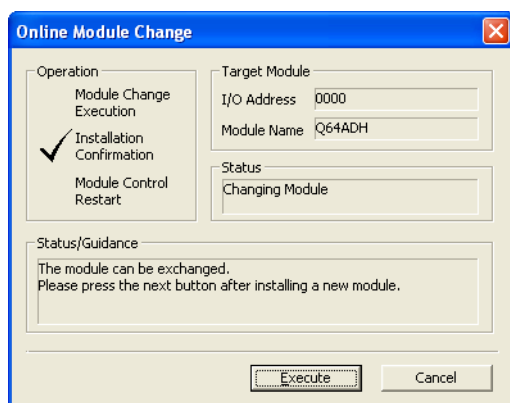 Online Module Change
Operation
Module Change
Execution
Installation
Confirmation
Module Control
Restart
Target Module
I/O Address 0000
Module Name Q64ADH
Status
Changing Module
Status/Guidance
The module can be exchanged.
Please press the next button after installing a new module.
Execute Cancel